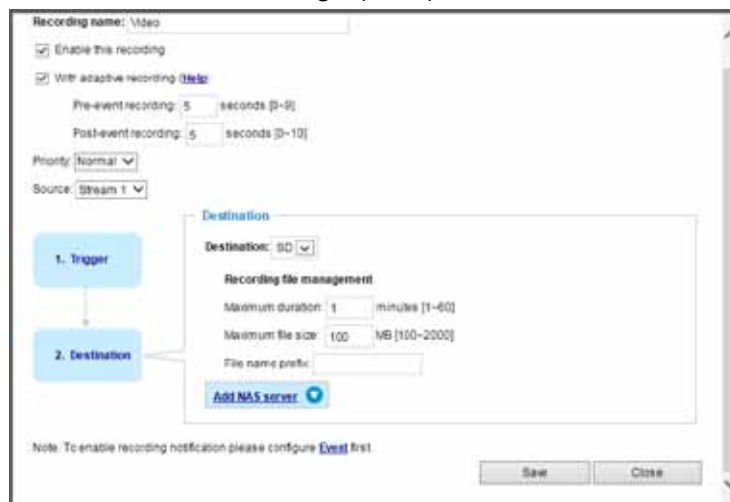 Recording name: Video
Enable this recording
With adaptive recording (Help)
Pre-event recording: 5 seconds [0~9]
Post-event recording: 5 seconds [0~10]
Priority: Normal
Source: Stream 1
Destination
1. Trigger
Destination: SD
Recording file management
Maximum duration: 1 minutes [1~60]
Maximum file size: 100 MB [100~2000]
2. Destination
File name prefix:
Add NAS server
Note: To enable recording notification please configure Event first.
Save Close